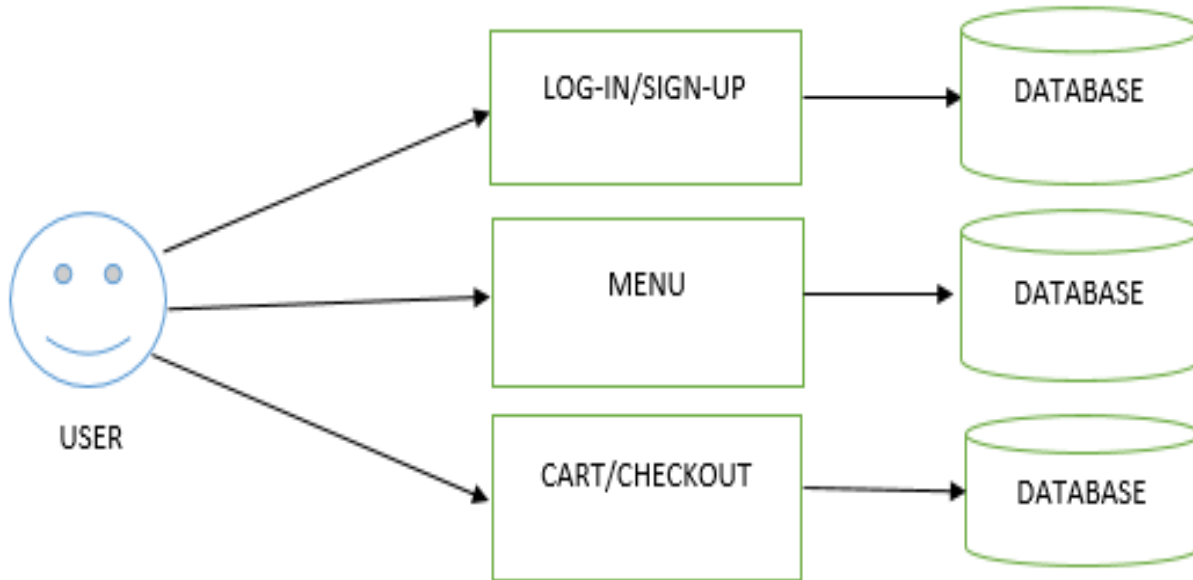 LOG-IN/SIGN-UP
DATABASE
MENU
DATABASE
USER
CART/CHECKOUT
DATABASE